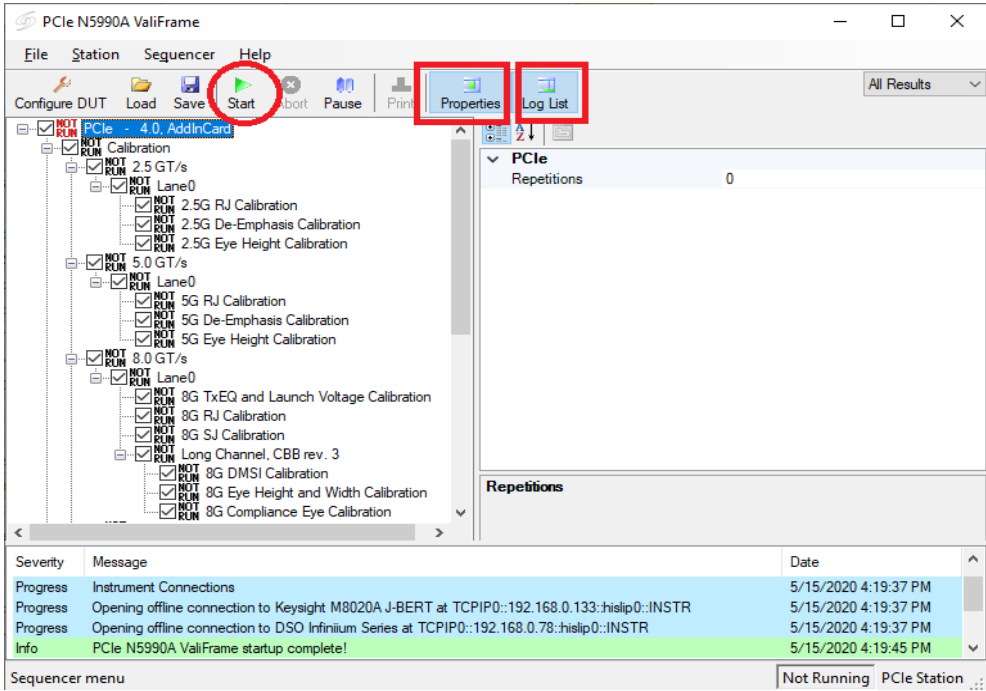 PCIe N5990A ValiFrame
File Station Sequencer Help
Configure DUT Load Save Start Abort Pause Print Properties Log List All Results
NOT RUN PCIe - 4.0, AddInCard
NOT RUN Calibration
NOT RUN 2.5 GT/s
NOT RUN Lane0
NOT RUN 2.5G RJ Calibration
NOT RUN 2.5G De-Emphasis Calibration
NOT RUN 2.5G Eye Height Calibration
NOT RUN 5.0 GT/s
NOT RUN Lane0
NOT RUN 5G RJ Calibration
NOT RUN 5G De-Emphasis Calibration
NOT RUN 5G Eye Height Calibration
NOT RUN 8.0 GT/s
NOT RUN Lane0
NOT RUN 8G TxEQ and Launch Voltage Calibration
NOT RUN 8G RJ Calibration
NOT RUN 8G SJ Calibration
NOT RUN Long Channel, CBB rev. 3
NOT RUN 8G DMSI Calibration
NOT RUN 8G Eye Height and Width Calibration
NOT RUN 8G Compliance Eye Calibration
PCIe
Repetitions 0
Repetitions
Severity Message Date
Progress Instrument Connections 5/15/2020 4:19:37 PM
Progress Opening offline connection to Keysight M8020A J-BERT at TCPIP0::192.168.0.133::hislip0::INSTR 5/15/2020 4:19:37 PM
Progress Opening offline connection to DSO Infiniium Series at TCPIP0::192.168.0.78::hislip0::INSTR 5/15/2020 4:19:37 PM
Info PCIe N5990A ValiFrame startup complete! 5/15/2020 4:19:45 PM
Sequencer menu Not Running PCIe Station